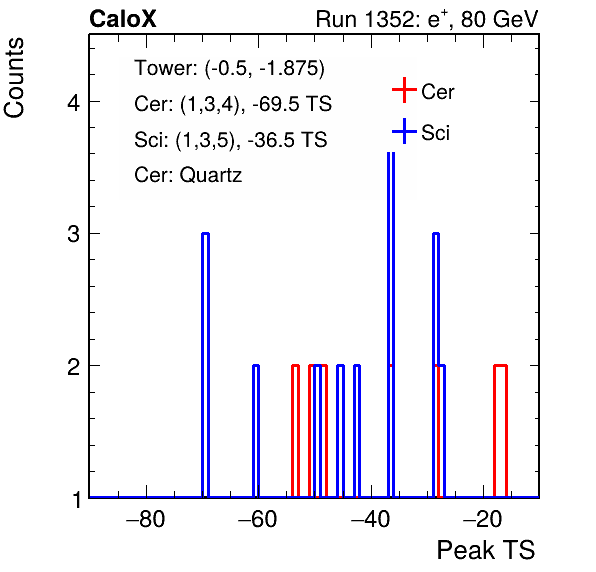 CaloX Run 1352: e+, 80 GeV
Counts
Tower: (-0.5, -1.875)
Cer: (1,3,4), -69.5 TS
Sci: (1,3,5), -36.5 TS
Cer: Quartz
Cer
Sci
4
3
2
1
−80 −60 −40 −20
Peak TS